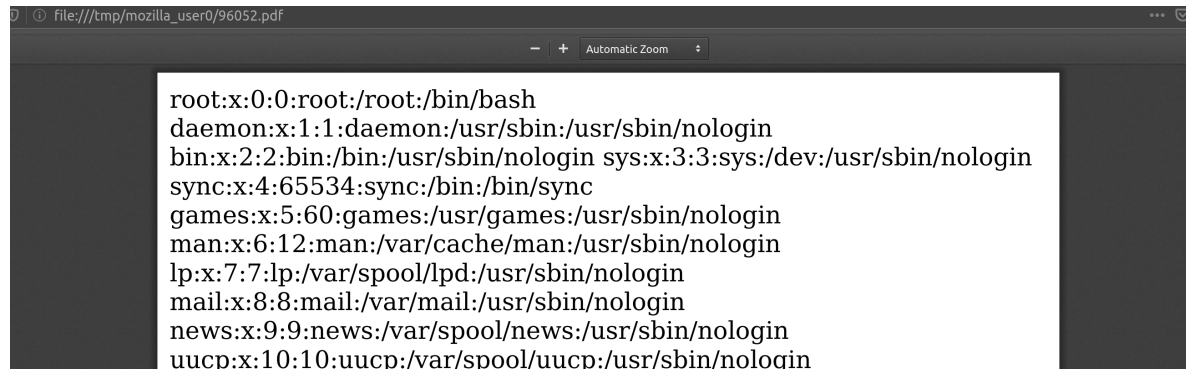 file:///tmp/mozilla_user0/96052.pdf
Automatic Zoom
root:x:0:0:root:/root:/bin/bash
daemon:x:1:1:daemon:/usr/sbin:/usr/sbin/nologin
bin:x:2:2:bin:/bin:/usr/sbin/nologin sys:x:3:3:sys:/dev:/usr/sbin/nologin
sync:x:4:65534:sync:/bin:/bin/sync
games:x:5:60:games:/usr/games:/usr/sbin/nologin
man:x:6:12:man:/var/cache/man:/usr/sbin/nologin
lp:x:7:7:lp:/var/spool/lpd:/usr/sbin/nologin
mail:x:8:8:mail:/var/mail:/usr/sbin/nologin
news:x:9:9:news:/var/spool/news:/usr/sbin/nologin
uucp:x:10:10:uucp:/var/spool/uucp:/usr/sbin/nologin